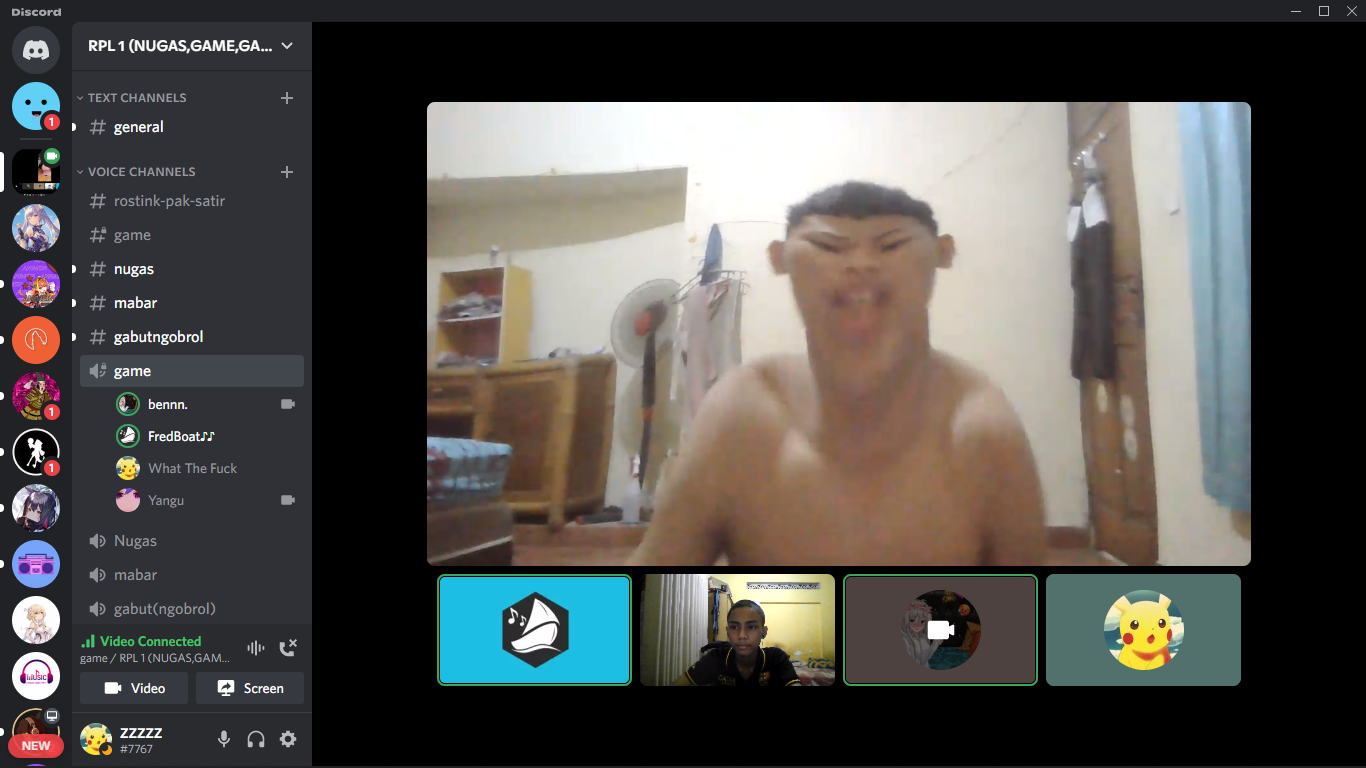 Discord
RPL 1 (NUGAS,GAME,GA...
TEXT CHANNELS
general
VOICE CHANNELS
rostink-pak-satir
game
nugas
mabar
gabutngobrol
game
bennn.
FredBoat♪♪
What The Fuck
Yangu
Nugas
mabar
gabut(ngobrol)
Video Connected
game / RPL 1 (NUGAS,GAM...
Video
Screen
zzzzz
#7767
1
1
1
MUSIC
NEW